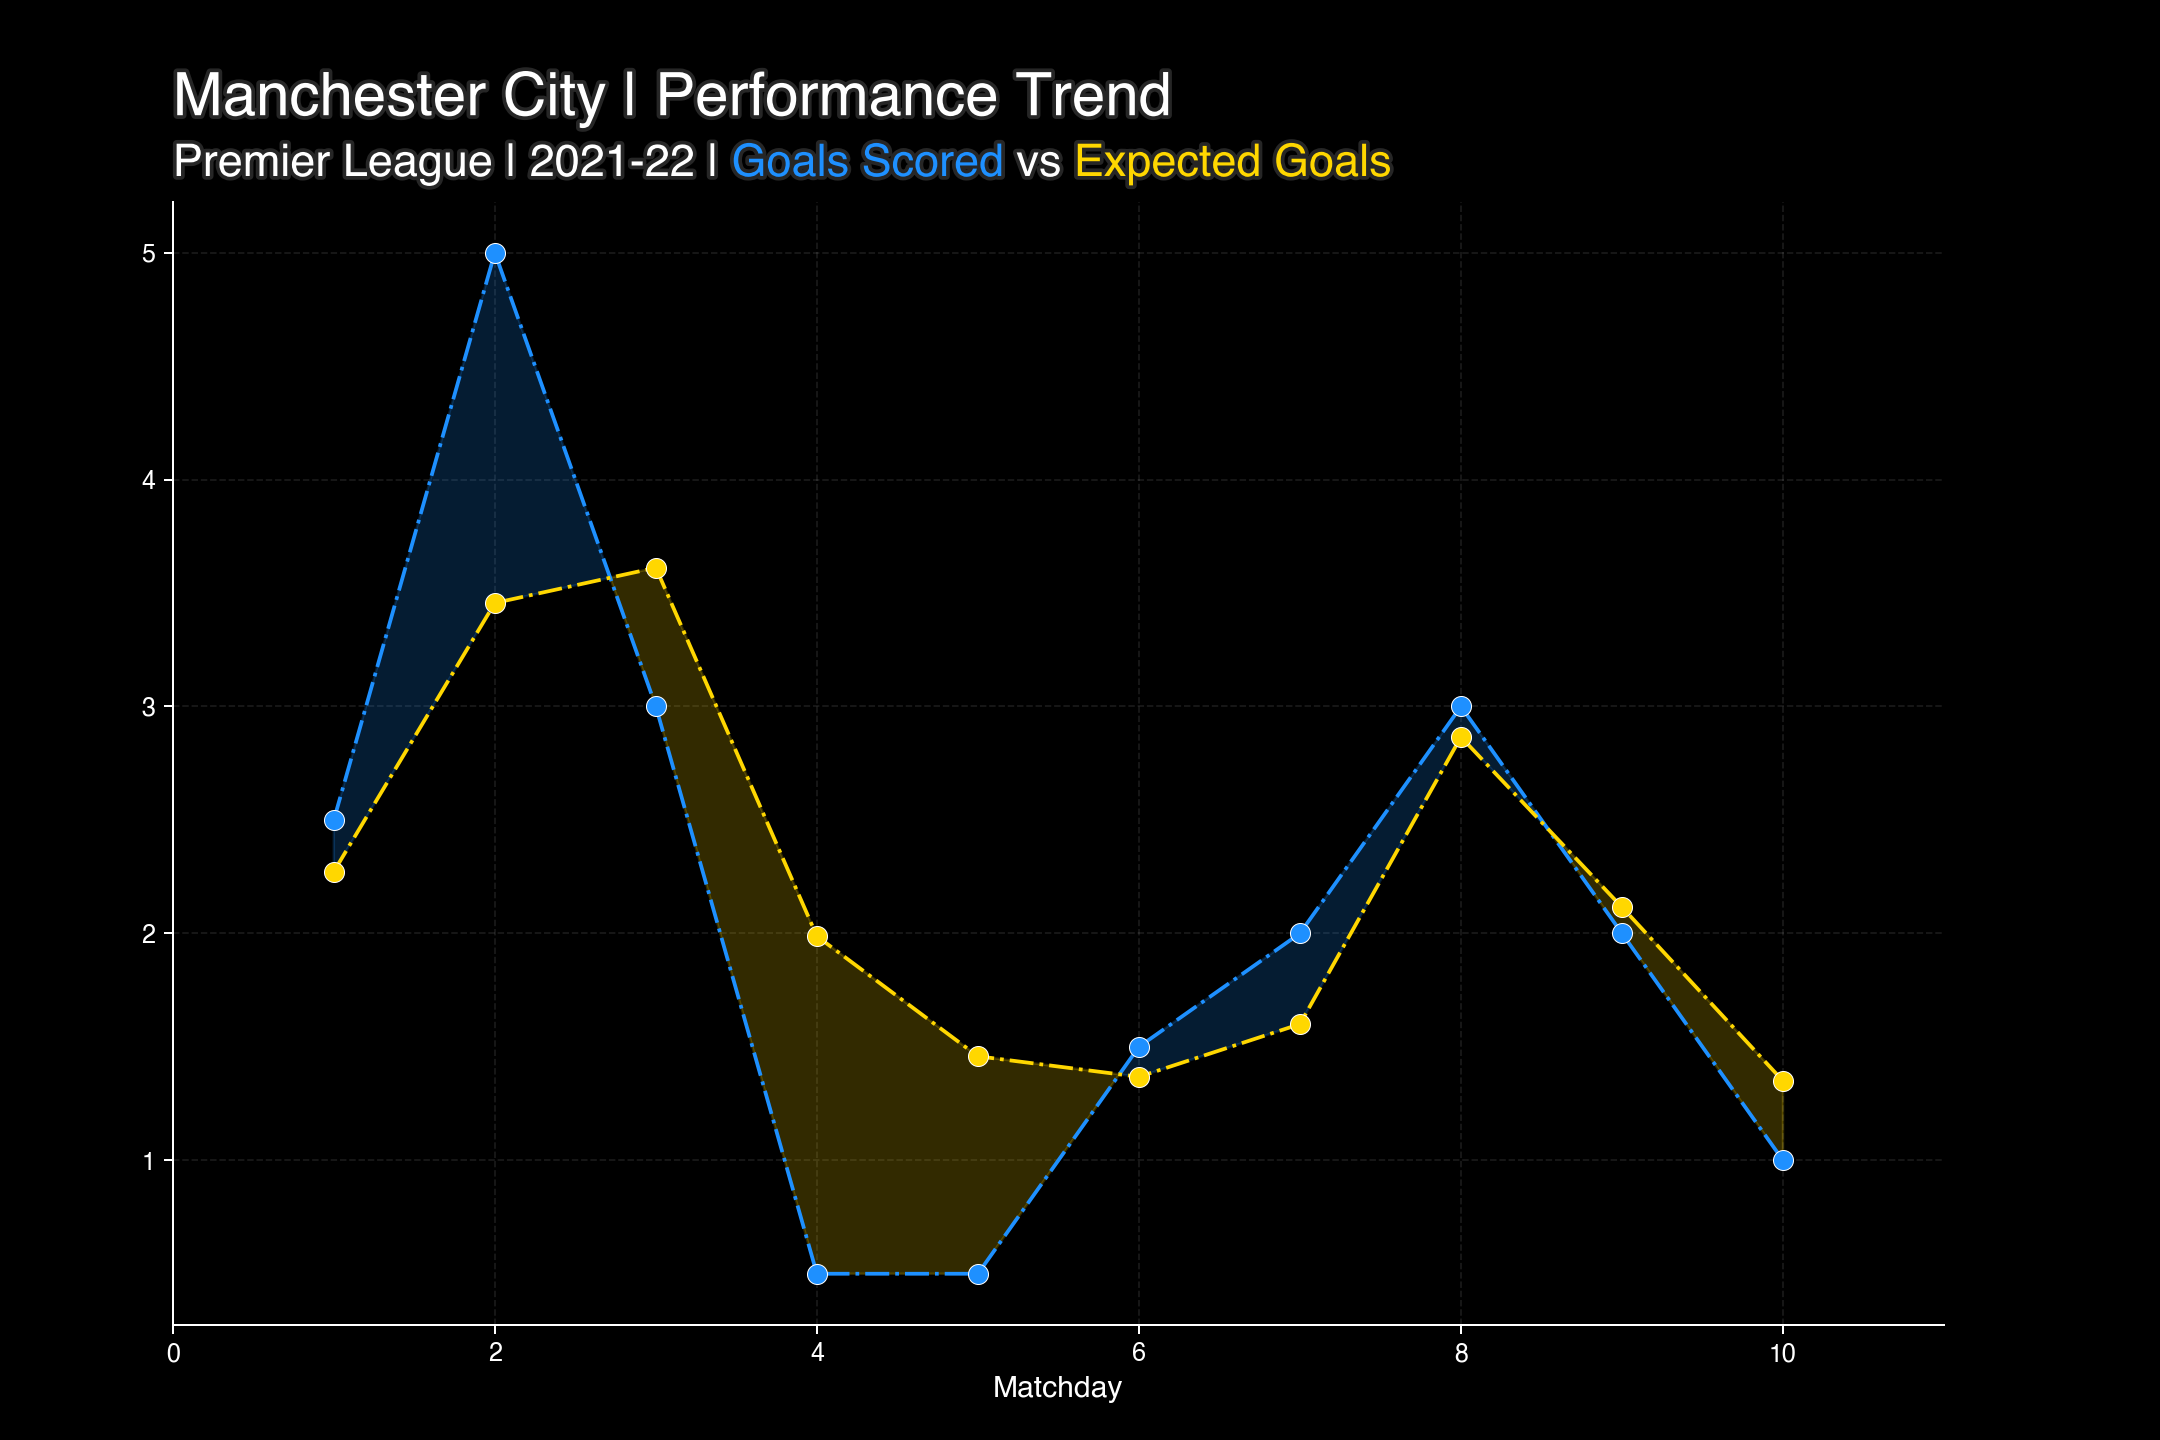 Manchester City | Performance Trend
Premier League | 2021-22 | Goals Scored vs Expected Goals
5
4
3
2
1
0 2 4 6 8 10
Matchday